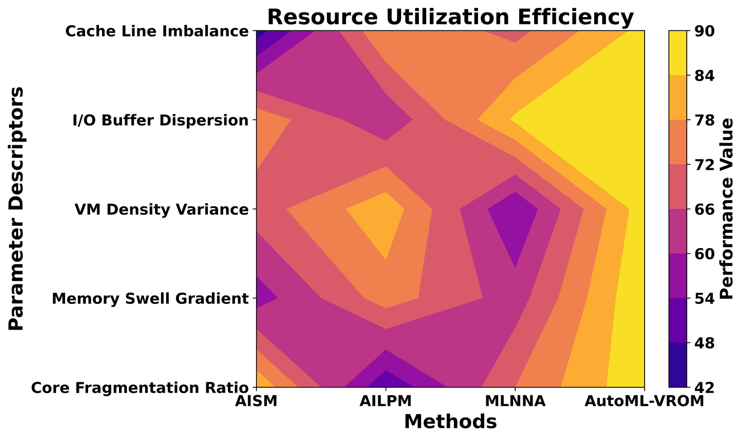 Resource Utilization Efficiency
Parameter Descriptors
Cache Line Imbalance
I/O Buffer Dispersion
VM Density Variance
Memory Swell Gradient
Core Fragmentation Ratio
AISM
AILPM
MLNNA
AutoML-VROM
Methods
90
84
78
72
66
60
54
48
42
Performance Value